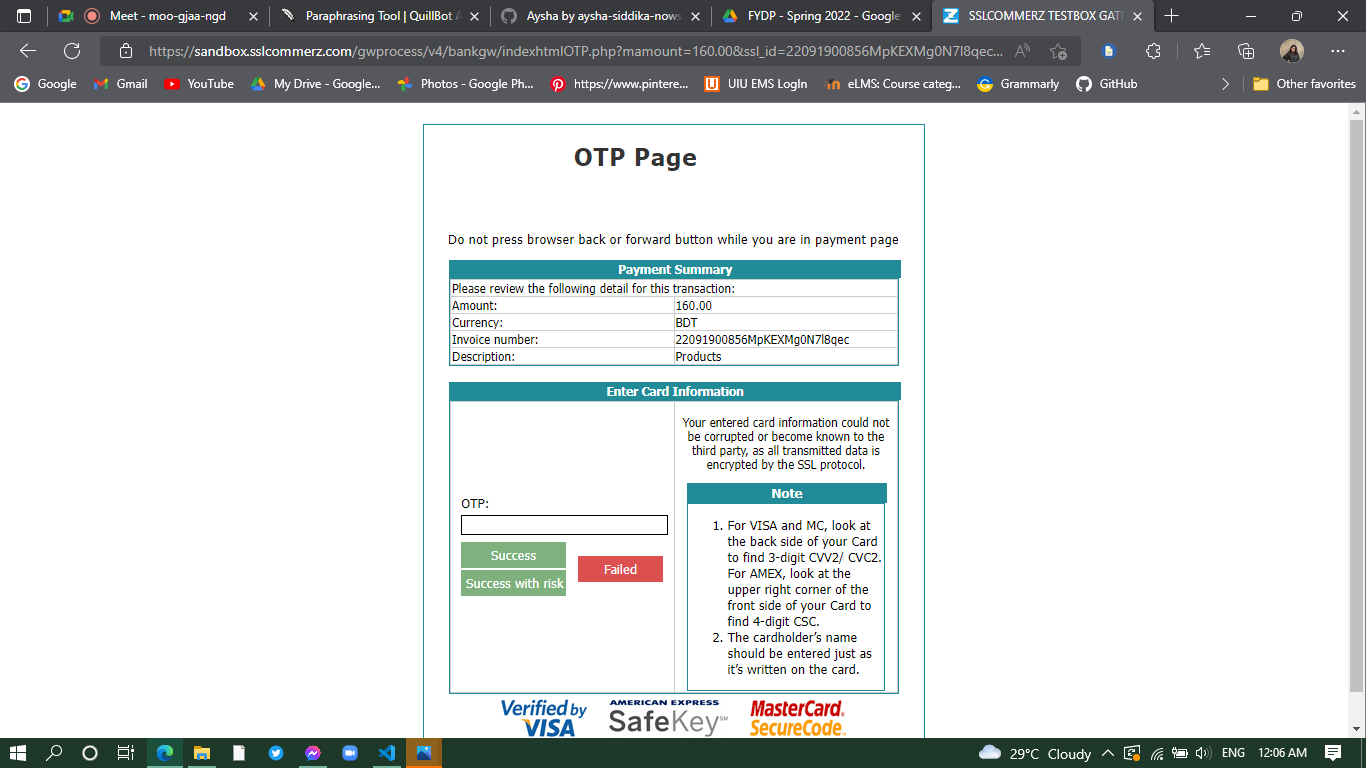 Meet - moo-gjaa-ngd
Paraphrasing Tool | QuillBot A
Aysha by aysha-siddika-nows
FYDP - Spring 2022 - Google
SSLCOMMERZ TESTBOX GAT
https://sandbox.sslcommerz.com/gwprocess/v4/bankgw/indexhtmlOTP.php?mamount=160.00&ssl_id=22091900856MpKEXMg0N7l8qec...
Google
Gmail
YouTube
My Drive - Google...
Photos - Google Ph...
https://www.pintere...
UIU EMS LogIn
eLMS: Course categ...
Grammarly
GitHub
Other favorites
OTP Page
Do not press browser back or forward button while you are in payment page
Payment Summary
Please review the following detail for this transaction:
Amount: 160.00
Currency: BDT
Invoice number: 22091900856MpKEXMg0N7l8qec
Description: Products
Enter Card Information
OTP:
Success
Success with risk
Failed
Your entered card information could not
be corrupted or become known to the
third party, as all transmitted data is
encrypted by the SSL protocol.
Note
1. For VISA and MC, look at
the back side of your Card
to find 3-digit CVV2/ CVC2.
For AMEX, look at the
upper right corner of the
front side of your Card to
find 4-digit CSC.
2. The cardholder's name
should be entered just as
it's written on the card.
Verified by
VISA
AMERICAN EXPRESS
SafeKey℠
MasterCard.
SecureCode.
29°C Cloudy
ENG
12:06 AM